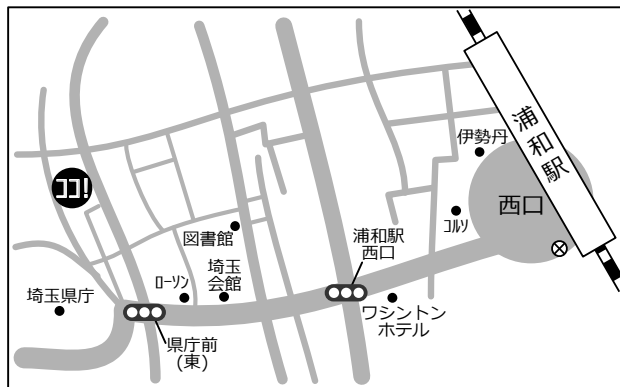 浦和駅
伊勢丹
西口
コルソ
ココ!
図書館
浦和駅
西口
ローソン
埼玉
会館
埼玉県庁
ワシントン
ホテル
県庁前
(東)